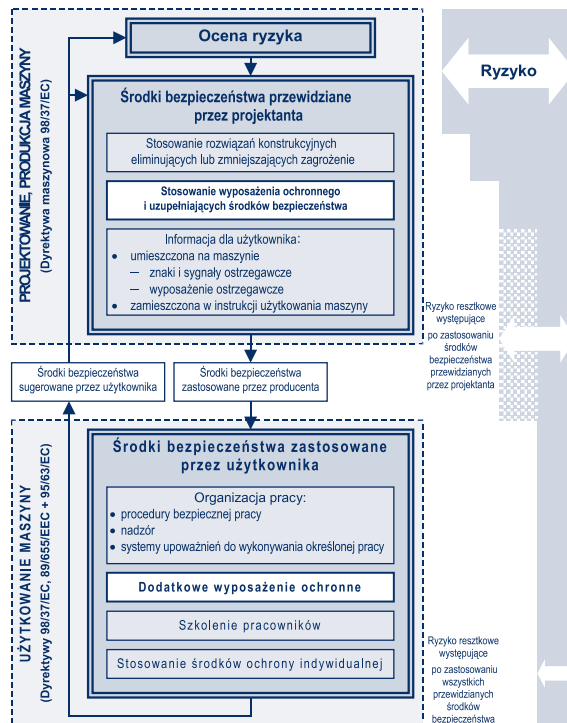 PROJEKTOWANIE, PRODUKCJA MASZYNY
(Dyrektywa maszynowa 98/37/EC)
Ocena ryzyka
Środki bezpieczeństwa przewidziane
przez projektanta
Stosowanie rozwiązań konstrukcyjnych
eliminujących lub zmniejszających zagrożenie
Stosowanie wyposażenia ochronnego
i uzupełniających środków bezpieczeństwa
Informacja dla użytkownika:
• umieszczona na maszynie
— znaki i sygnały ostrzegawcze
— wyposażenie ostrzegawcze
• zamieszczona w instrukcji użytkowania maszyny
Ryzyko
Ryzyko resztkowe
występujące
po zastosowaniu
środków
bezpieczeństwa
przewidzianych
przez projektanta
Środki bezpieczeństwa
sugerowane przez użytkownika
Środki bezpieczeństwa
zastosowane przez producenta
UŻYTKOWANIE MASZYNY
(Dyrektywy 98/37/EC, 89/655/EEC + 95/63/EC)
Środki bezpieczeństwa zastosowane
przez użytkownika
Organizacja pracy:
• procedury bezpiecznej pracy
• nadzór
• systemy upoważnień do wykonywania określonej pracy
Dodatkowe wyposażenie ochronne
Szkolenie pracowników
Stosowanie środków ochrony indywidualnej
Ryzyko resztkowe
występujące
po zastosowaniu
wszystkich
przewidzianych
środków
bezpieczeństwa